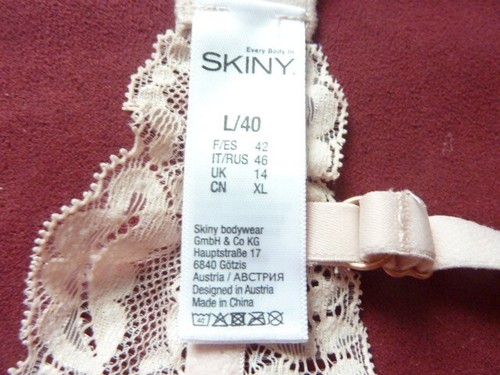 Every Body in
SKINY.
L/40
F/ES 42
IT/RUS 46
UK 14
CN XL
Skiny bodywear
GmbH & Co KG
Hauptstraße 17
6840 Götzis
Austria / АВСТРИЯ
Designed in Austria
Made in China
40